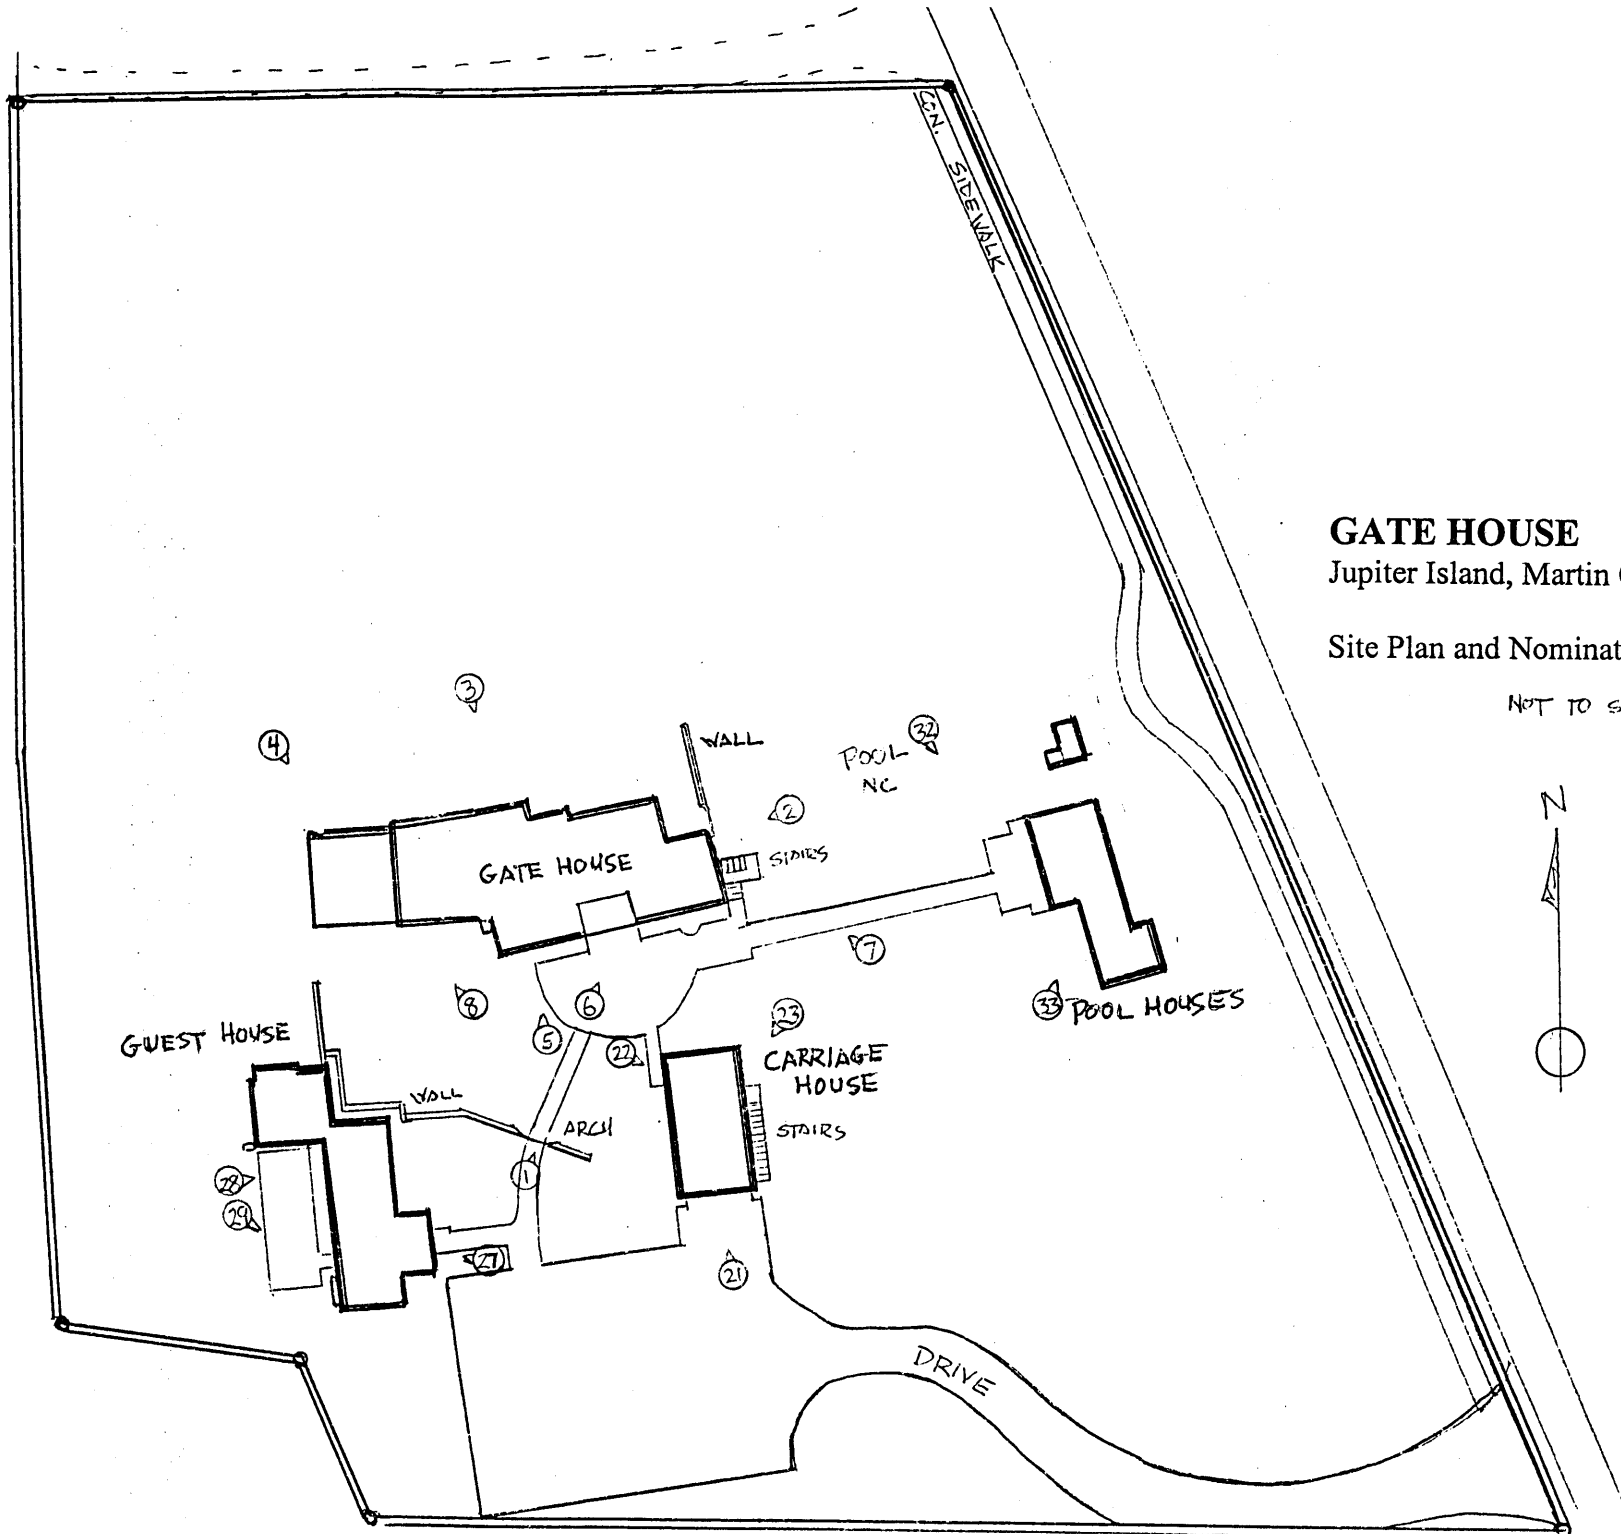 CON. SIDEWALK
GATE HOUSE
Jupiter Island, Martin
Site Plan and Nominat
NOT TO S
3
4
WALL
32
POOL
NC
2
N
GATE HOUSE
STAIRS
7
8
6
33
POOL HOUSES
23
5
22
GUEST HOUSE
CARRIAGE
HOUSE
WALL
ARCH
STAIRS
1
28
29
27
21
DRIVE